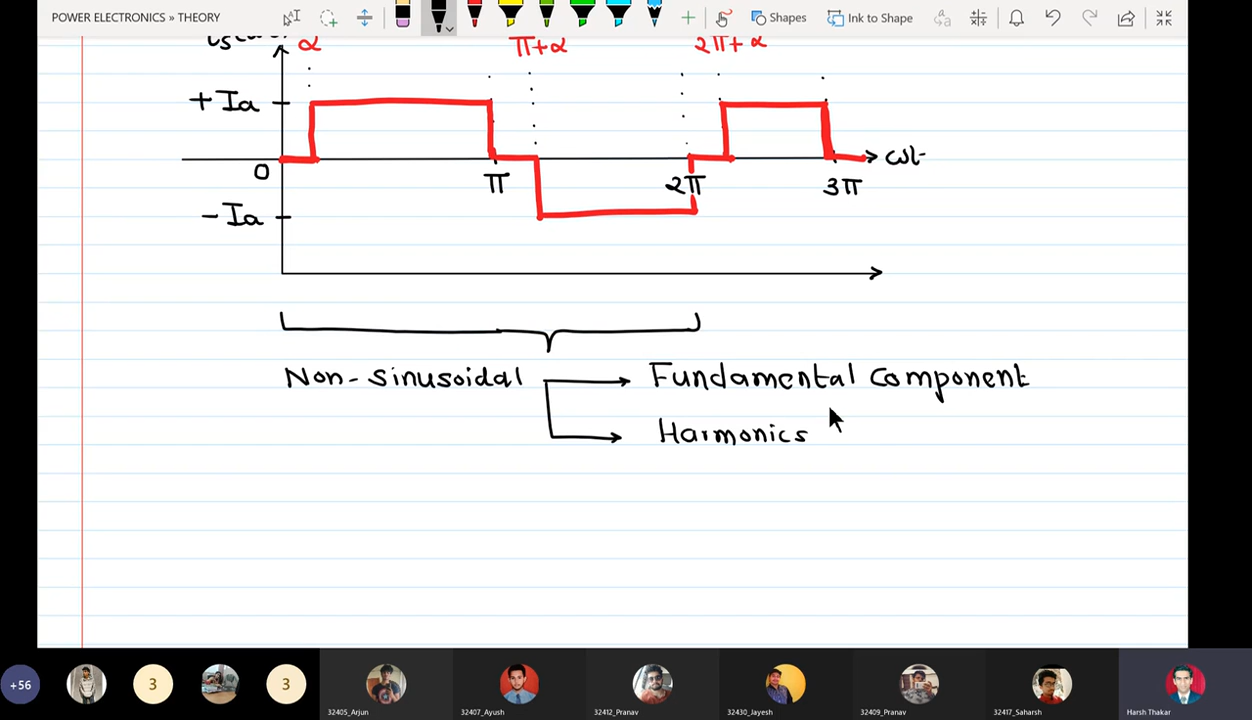 POWER ELECTRONICS » THEORY
Shapes
Ink to Shape
α
π+α
2π+α
+Ia
0
π
2π
3π
ωt
-Ia
Non-sinusoidal
Fundamental component
Harmonics
+56
3
3
32405_Arjun
32407_Ayush
32412_Pranav
32430_Jayesh
32409_Pranav
32417_Saharsh
Harsh Thakar